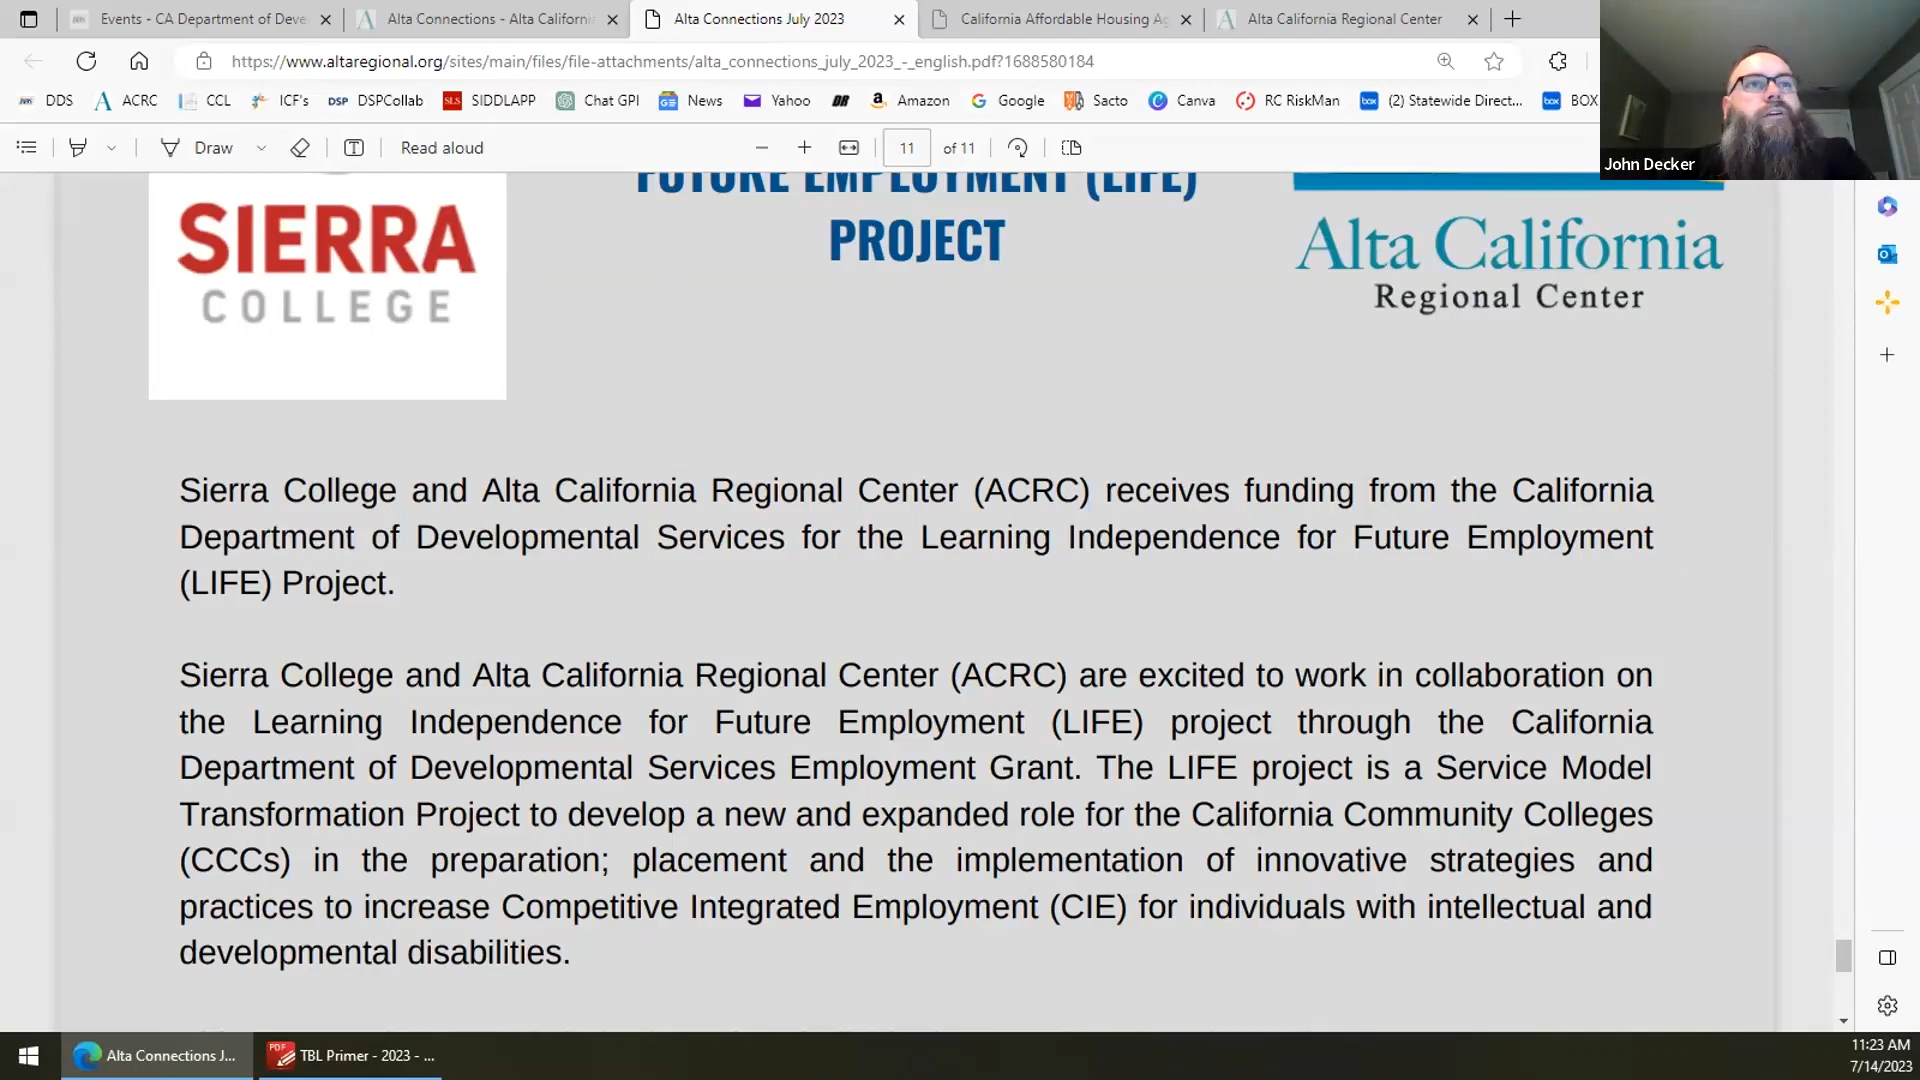 Events - CA Department of Deve
Alta Connections - Alta Californi
Alta Connections July 2023
California Affordable Housing Ag
Alta California Regional Center
https://www.altaregional.org/sites/main/files/file-attachments/alta_connections_july_2023_-_english.pdf?1688580184
DDS
ACRC
CCL
ICF's
DSP DSPCollab
SLS SIDDLAPP
Chat GPI
News
Yahoo
DR
Amazon
Google
Sacto
Canva
RC RiskMan
box (2) Statewide Direct...
box BOX
Draw
Read aloud
11 of 11
John Decker
SIERRA
COLLEGE
FUTURE EMPLOYMENT (LIFE)
PROJECT
Alta California
Regional Center
Sierra College and Alta California Regional Center (ACRC) receives funding from the California
Department of Developmental Services for the Learning Independence for Future Employment
(LIFE) Project.
Sierra College and Alta California Regional Center (ACRC) are excited to work in collaboration on
the Learning Independence for Future Employment (LIFE) project through the California
Department of Developmental Services Employment Grant. The LIFE project is a Service Model
Transformation Project to develop a new and expanded role for the California Community Colleges
(CCCs) in the preparation; placement and the implementation of innovative strategies and
practices to increase Competitive Integrated Employment (CIE) for individuals with intellectual and
developmental disabilities.
Alta Connections J...
PDF
TBL Primer - 2023 - ...
11:23 AM
7/14/2023